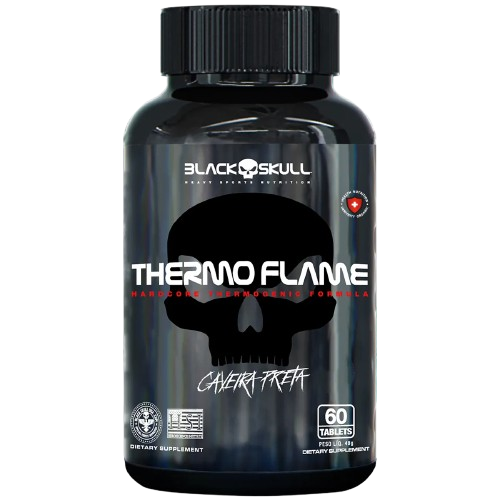 BLACK SKULL
HEAVY SPORTS NUTRITION
THERMO FLAME
HARDCORE THERMOGENIC FORMULA
CAVEIRA PRETA
60
TABLETS
PESO LÍQ. 48g
DIETARY SUPPLEMENT
DIETARY SUPPLEMENT